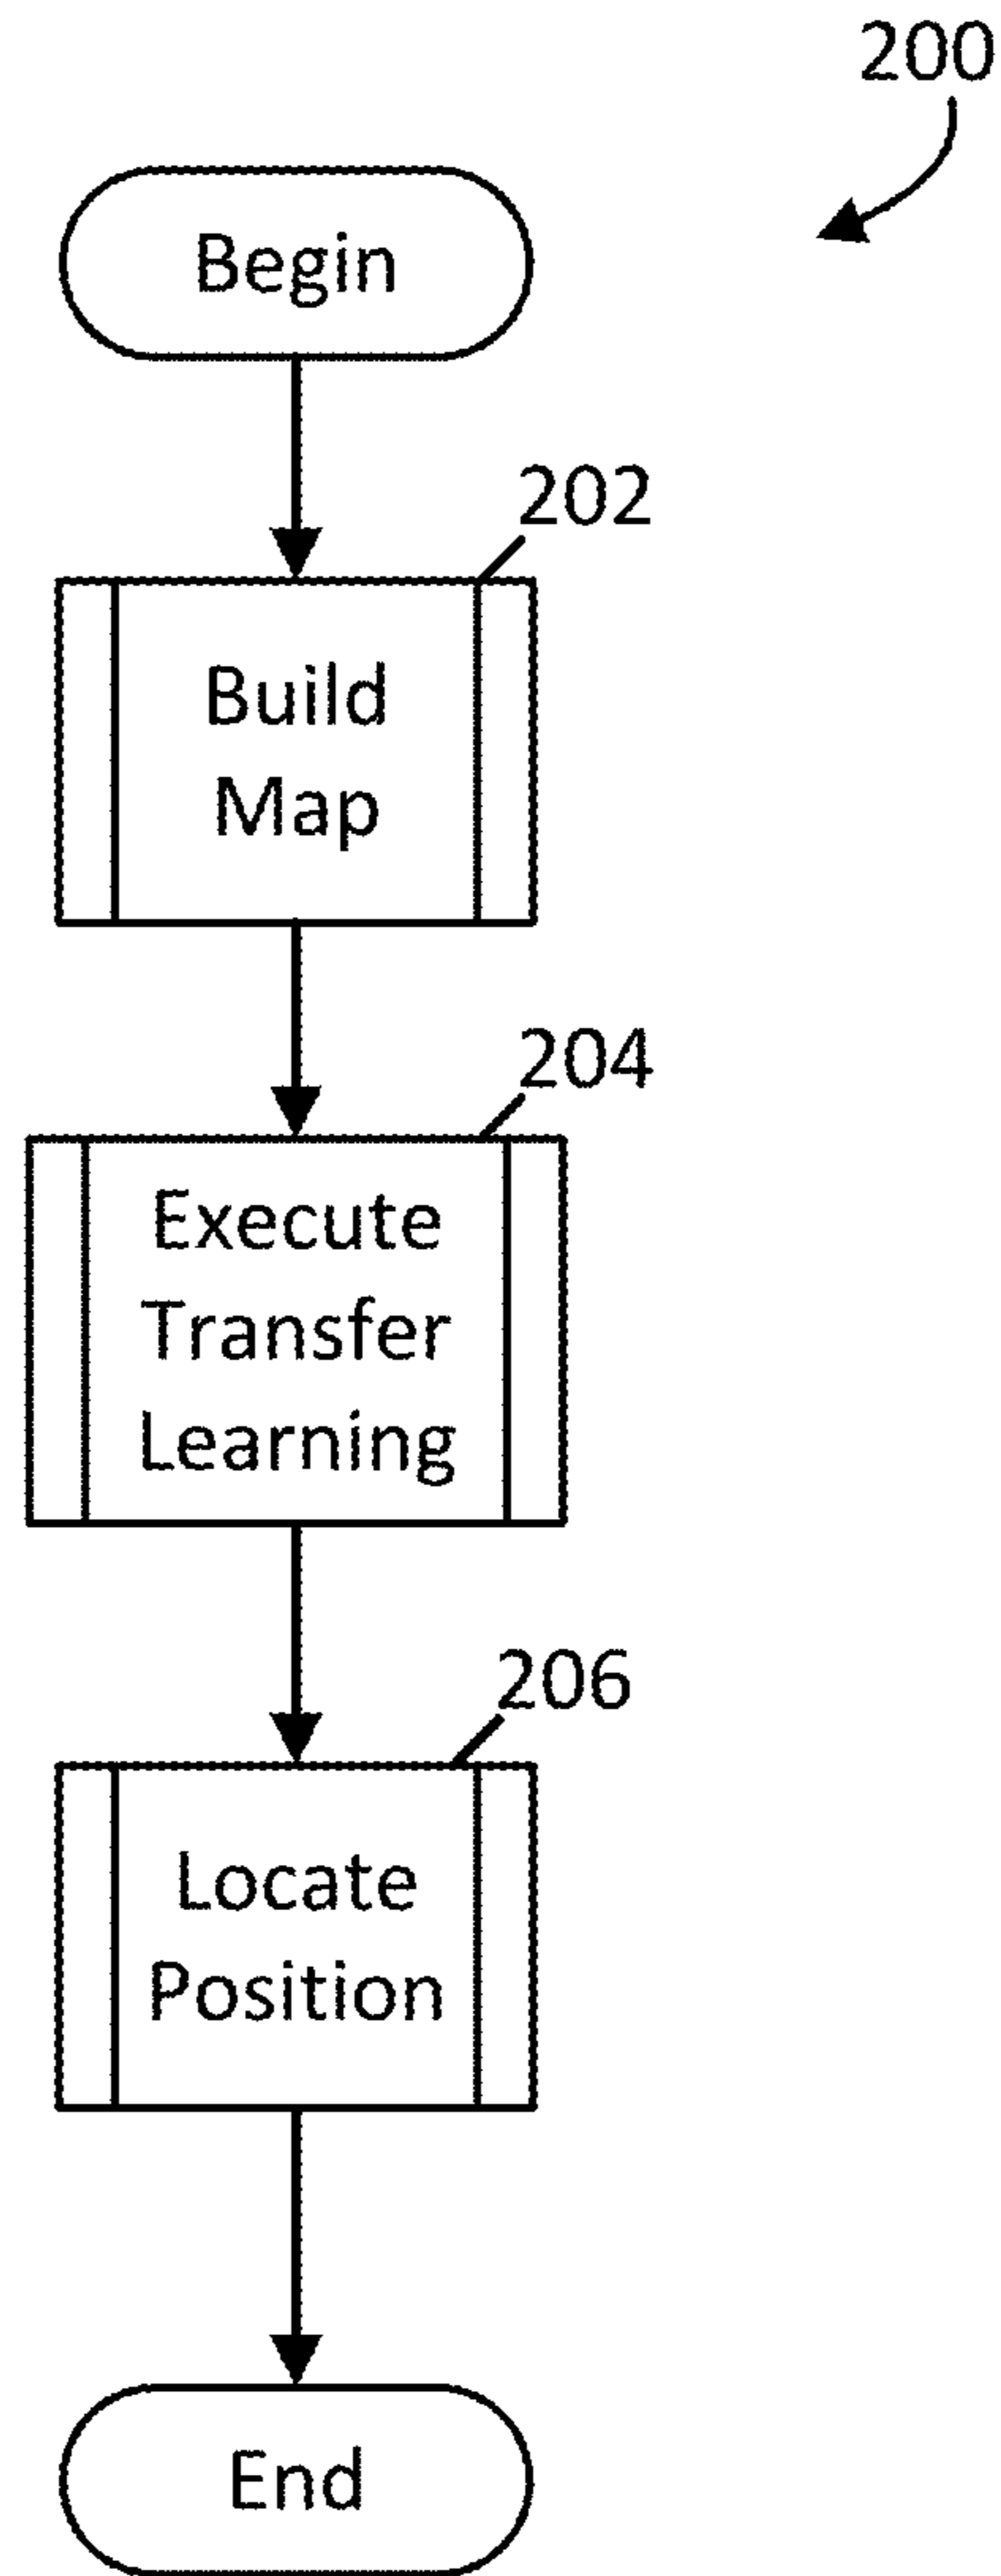 200
Begin
202
Build
Map
204
Execute
Transfer
Learning
206
Locate
Position
End